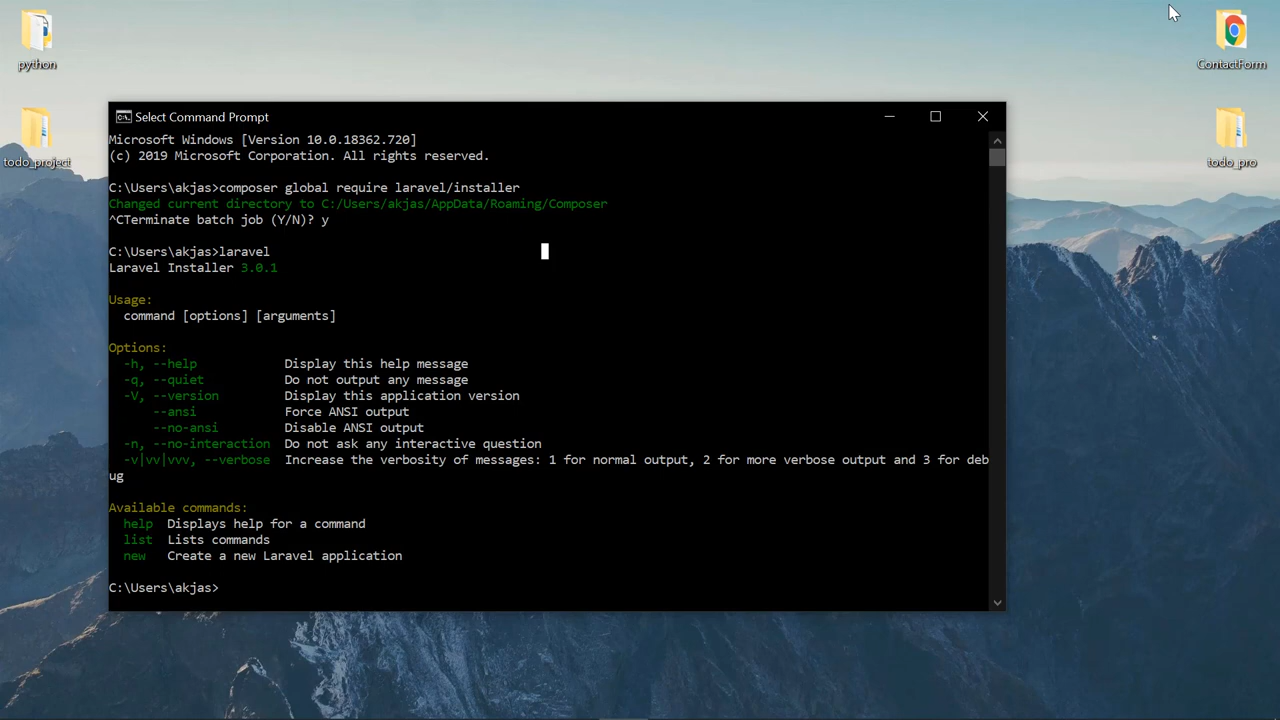 python
ContactForm
todo_project
todo_pro
Select Command Prompt
Microsoft Windows [Version 10.0.18362.720]
(c) 2019 Microsoft Corporation. All rights reserved.
C:\Users\akjas>composer global require laravel/installer
Changed current directory to C:/Users/akjas/AppData/Roaming/Composer
^CTerminate batch job (Y/N)? y
C:\Users\akjas>laravel
Laravel Installer 3.0.1
Usage:
  command [options] [arguments]
Options:
  -h, --help            Display this help message
  -q, --quiet           Do not output any message
  -V, --version         Display this application version
      --ansi            Force ANSI output
      --no-ansi         Disable ANSI output
  -n, --no-interaction  Do not ask any interactive question
  -v|vv|vvv, --verbose  Increase the verbosity of messages: 1 for normal output, 2 for more verbose output and 3 for deb
ug
Available commands:
  help  Displays help for a command
  list  Lists commands
  new   Create a new Laravel application
C:\Users\akjas>